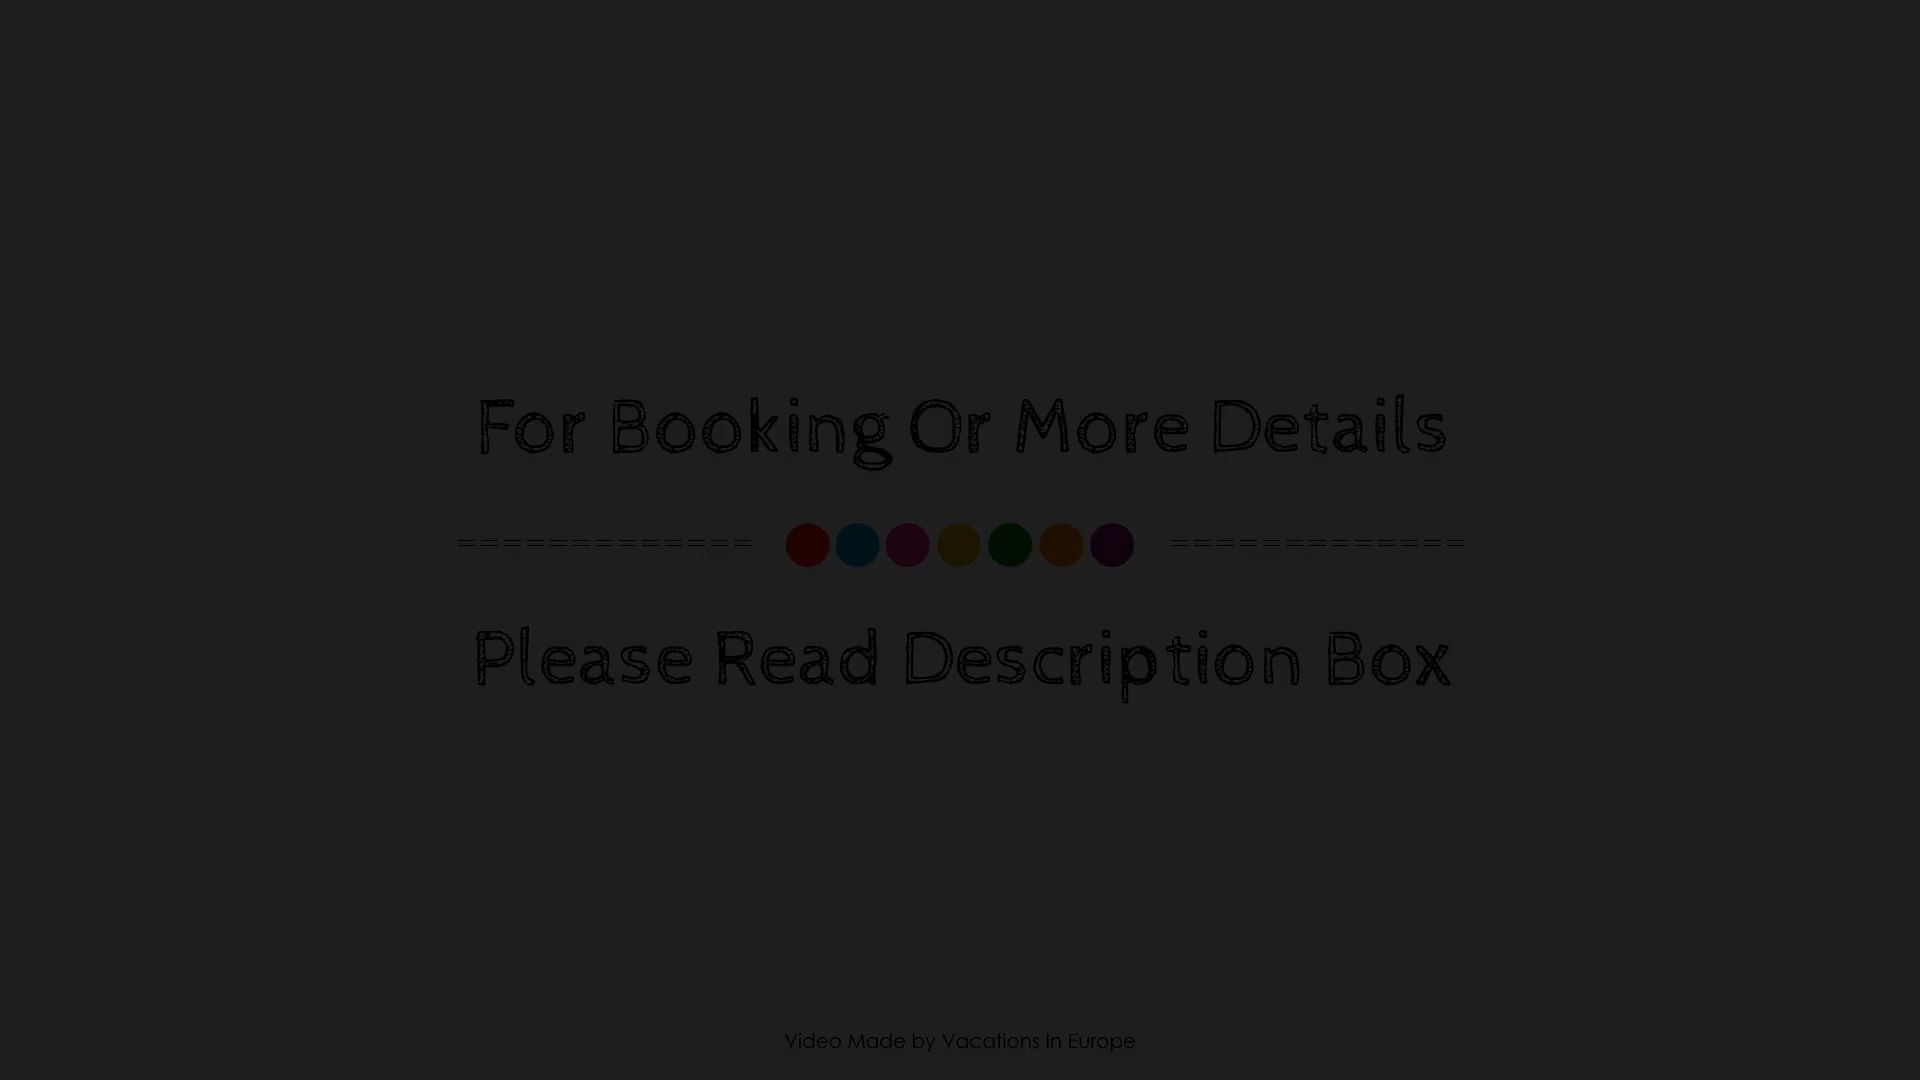 For Booking Or More Details
============= =============
Please Read Description Box
Video Made by Vacations In Europe